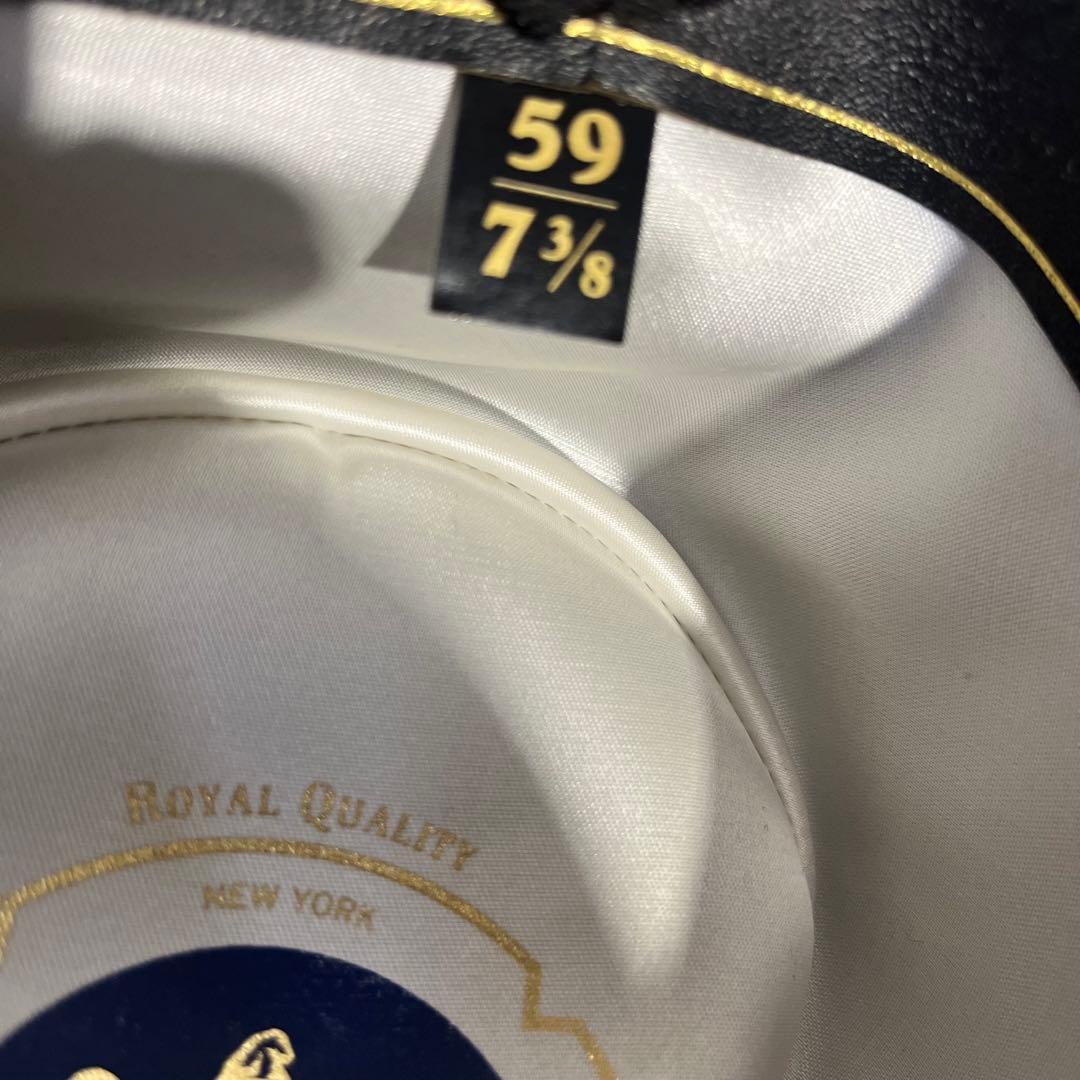 59
7 3/8
ROYAL QUALITY
NEW YORK